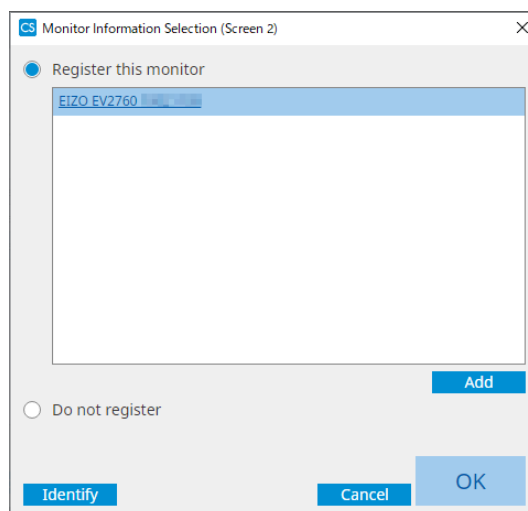 CS Monitor Information Selection (Screen 2)
Register this monitor
EIZO EV2760
Add
Do not register
Identify
Cancel
OK